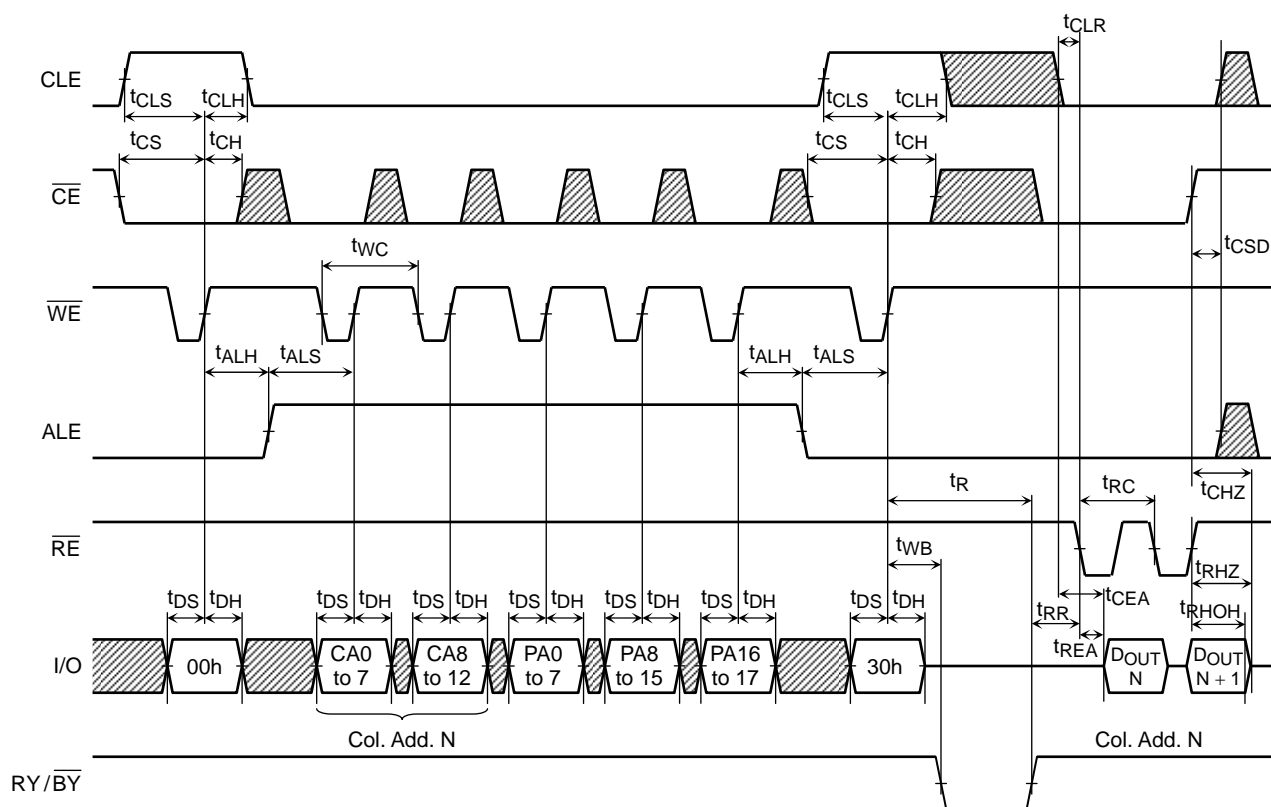 tCLR
CLE
tCLS tCLH tCLS tCLH
tCS tCH tCS tCH
CE
tWC tCSD
WE
tALH tALS tALH tALS
ALE
tR tRC tCHZ
RE
tWB tRHZ
tDS tDH tDS tDH tDS tDH tDS tDH tDS tDH tDS tDH tDS tDH tCEA
tRR tRHOH
tREA
I/O 00h CA0 to 7 CA8 to 12 PA0 to 7 PA8 to 15 PA16 to 17 30h DOUT N DOUT N + 1
Col. Add. N Col. Add. N
RY/BY